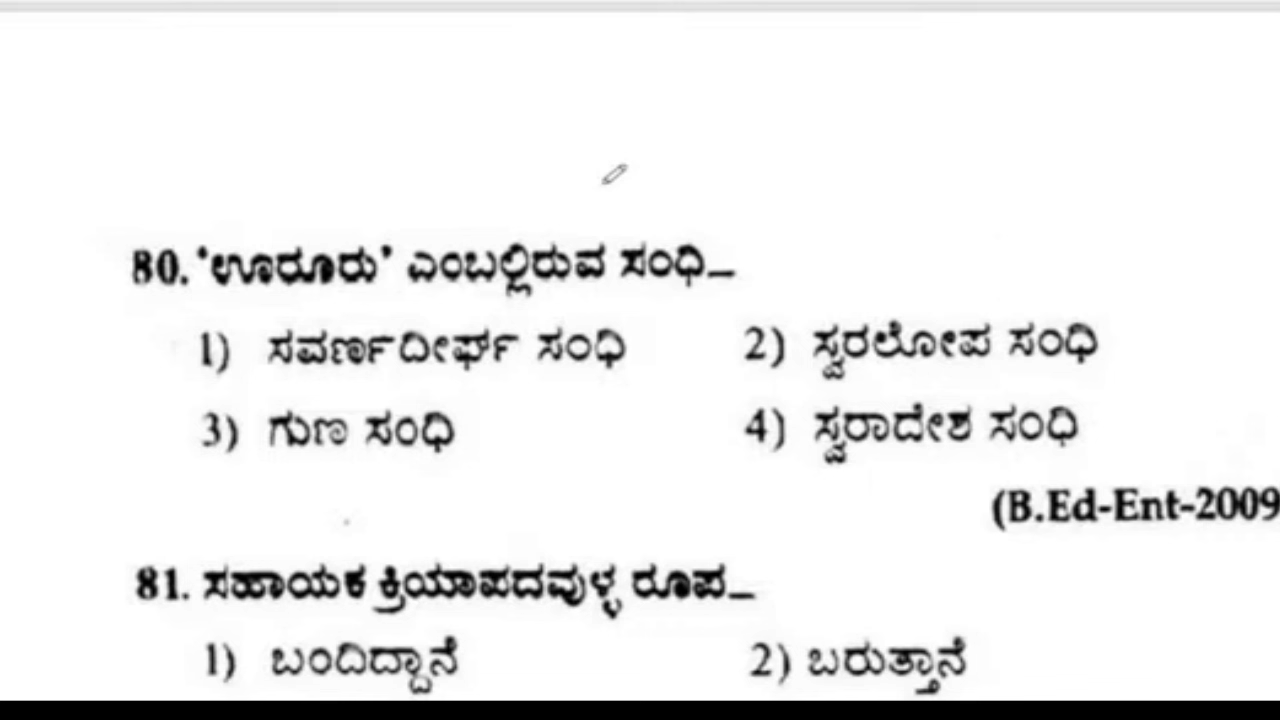 80. 'ಊರೂರು' ಎಂಬಲ್ಲಿರುವ ಸಂಧಿ_
1) ಸವರ್ಣದೀರ್ಘ ಸಂಧಿ 2) ಸ್ವರಲೋಪ ಸಂಧಿ
3) ಗುಣ ಸಂಧಿ 4) ಸ್ವರಾದೇಶ ಸಂಧಿ
(B.Ed-Ent-2009
81. ಸಹಾಯಕ ಕ್ರಿಯಾಪದವುಳ್ಳ ರೂಪ_
1) ಬಂದಿದ್ದಾನೆ 2) ಬರುತ್ತಾನೆ